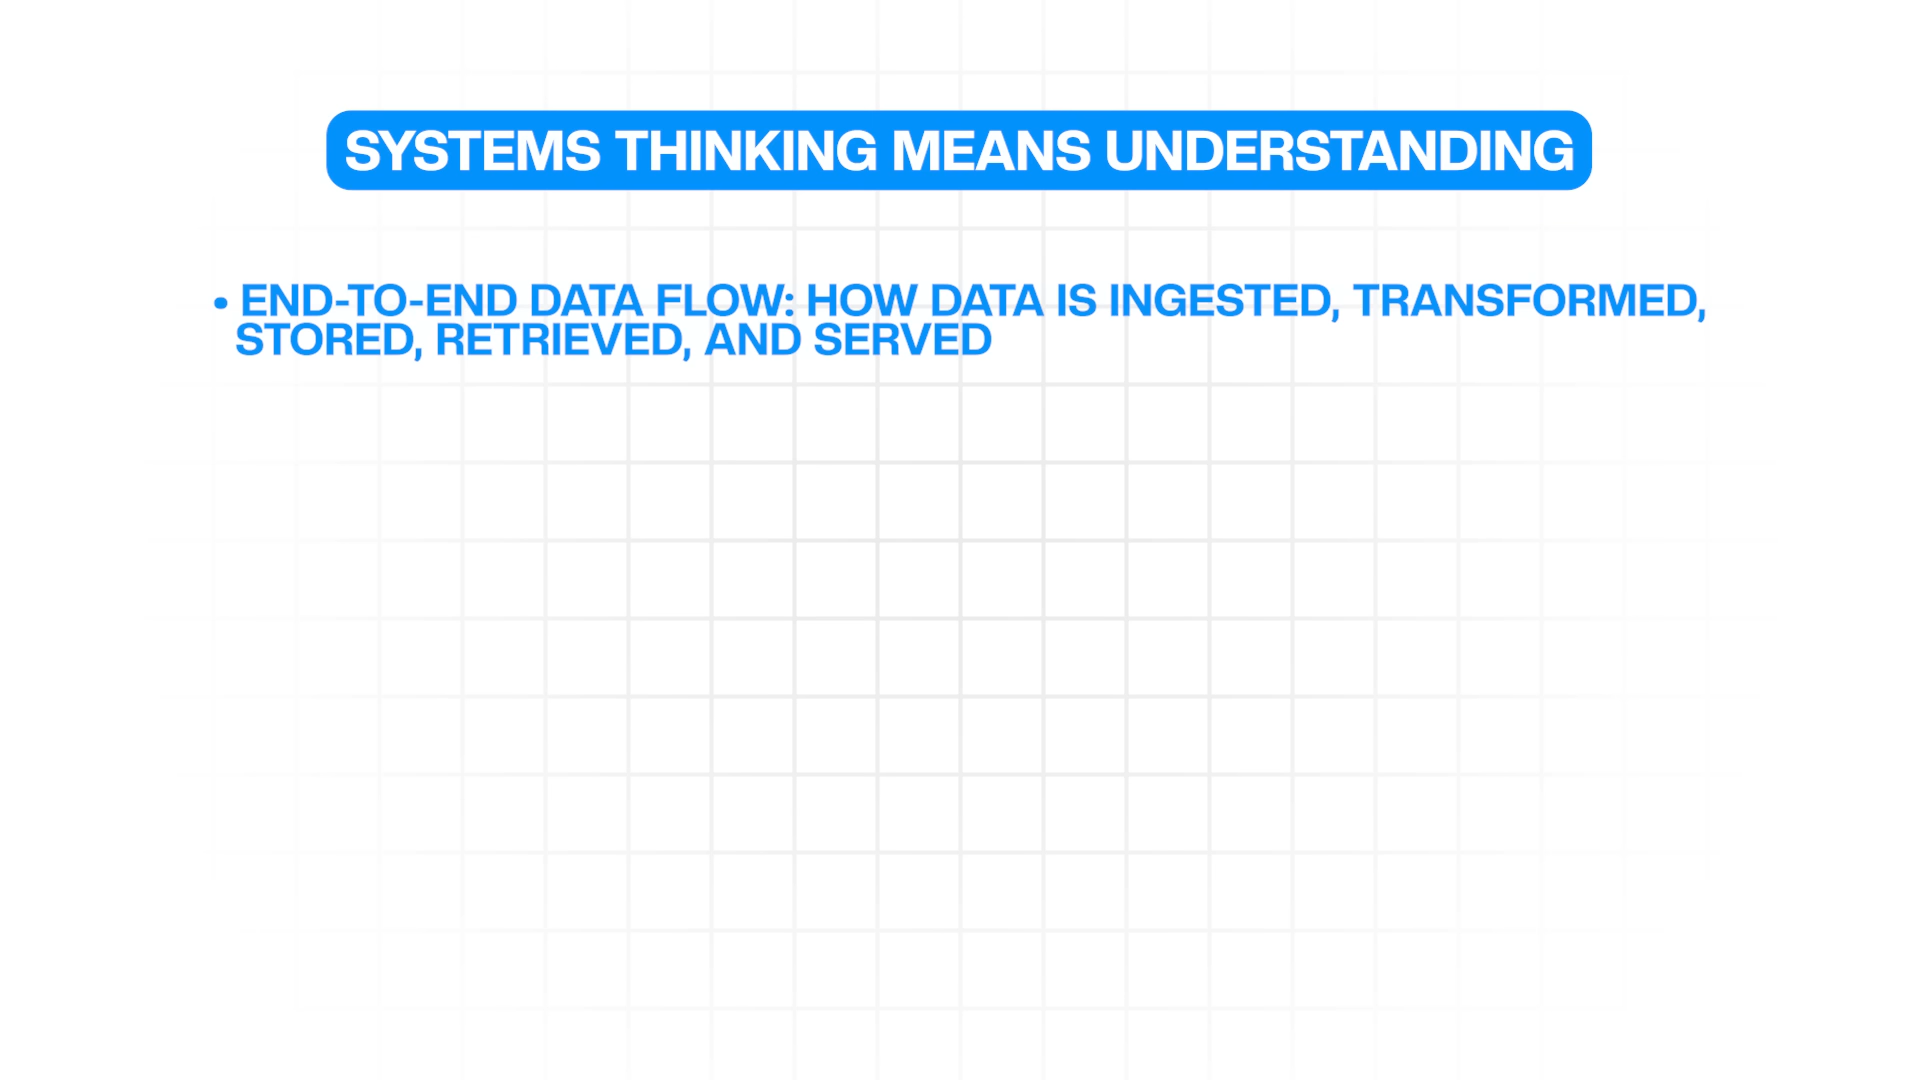 SYSTEMS THINKING MEANS UNDERSTANDING
• END-TO-END DATA FLOW: HOW DATA IS INGESTED, TRANSFORMED,
STORED, RETRIEVED, AND SERVED